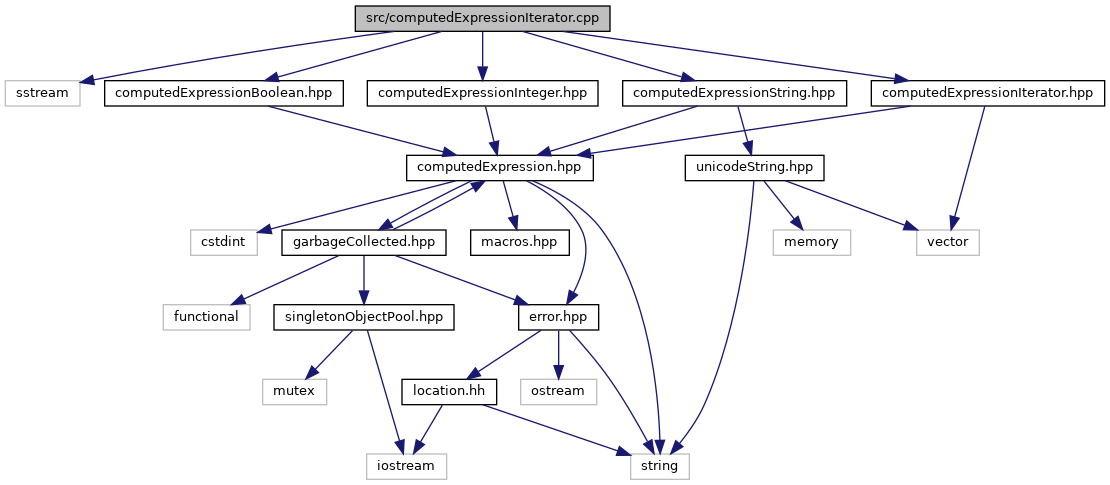 src/computedExpressionIterator.cpp
sstream
computedExpressionBoolean.hpp
computedExpressionInteger.hpp
computedExpressionString.hpp
computedExpressionIterator.hpp
computedExpression.hpp
unicodeString.hpp
cstdint
garbageCollected.hpp
macros.hpp
memory
vector
functional
singletonObjectPool.hpp
error.hpp
mutex
location.hh
ostream
iostream
string